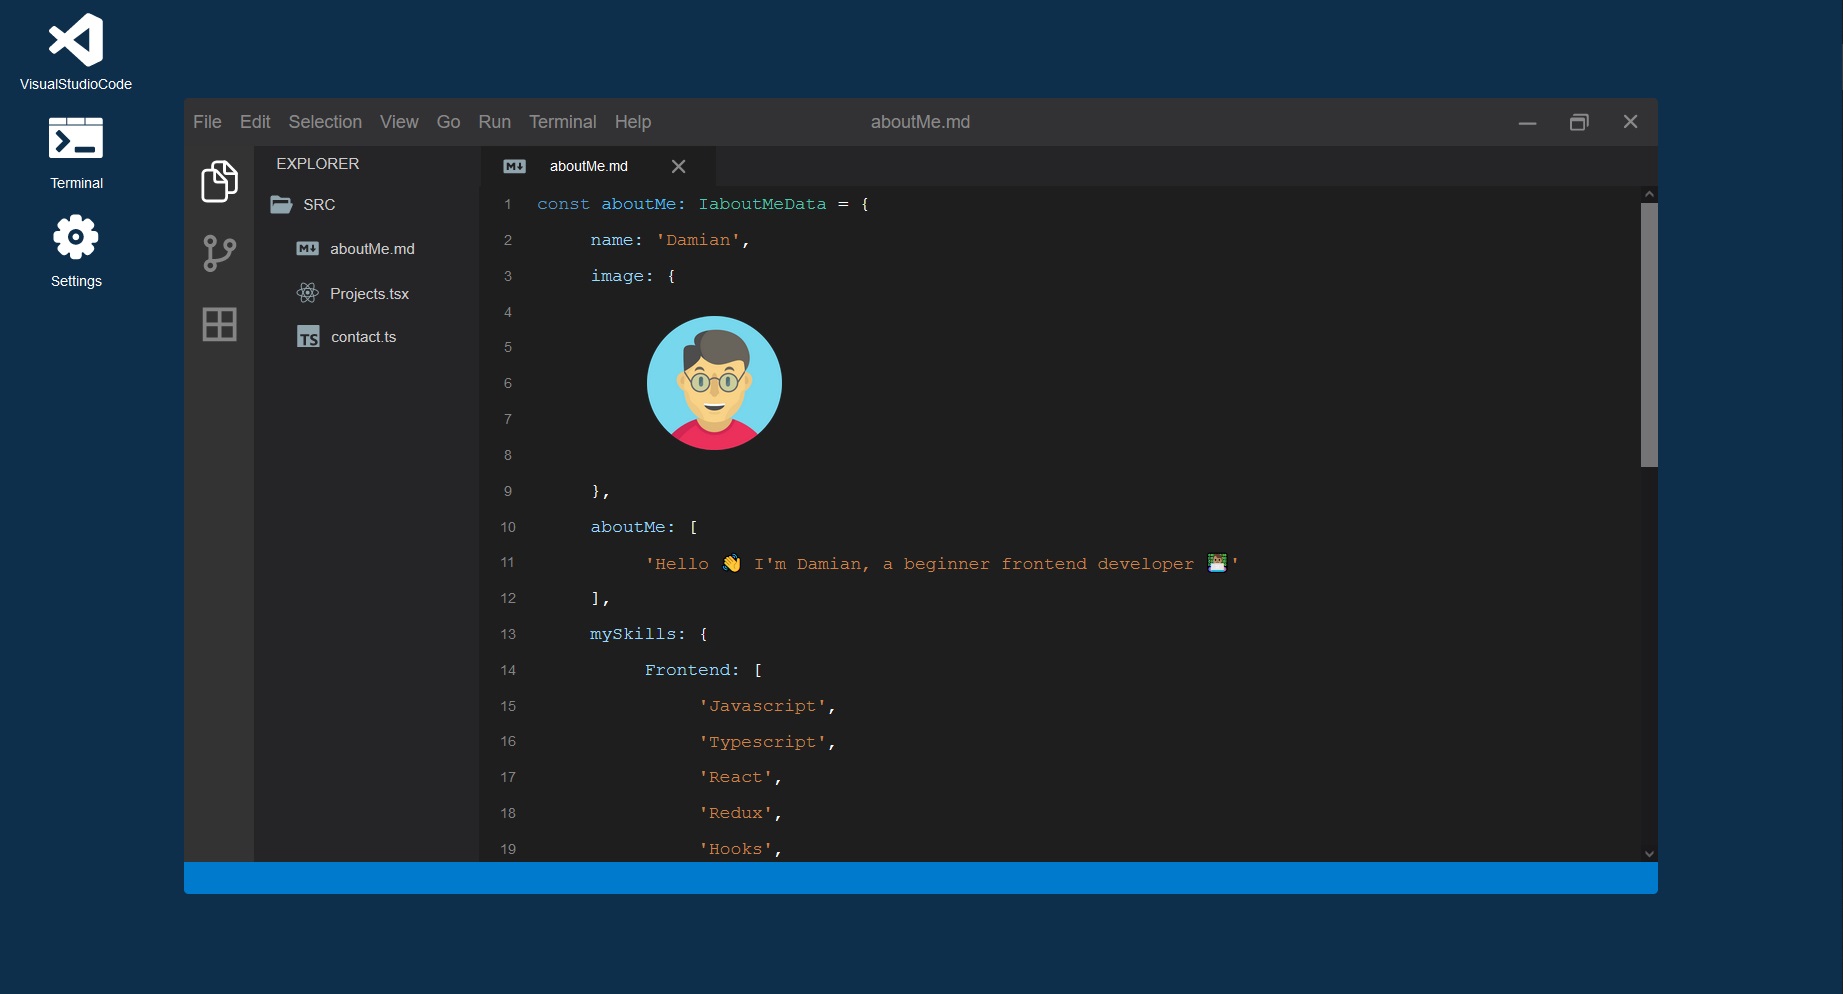 VisualStudioCode
Terminal
Settings
File Edit Selection View Go Run Terminal Help aboutMe.md
EXPLORER
SRC
M↓ aboutMe.md
Projects.tsx
TS contact.ts
M↓ aboutMe.md
1 const aboutMe: IaboutMeData = {
2 name: 'Damian',
3 image: {
4
5
6
7
8
9 },
10 aboutMe: [
11 'Hello 👋 I'm Damian, a beginner frontend developer 👨🏾‍💻'
12 ],
13 mySkills: {
14 Frontend: [
15 'Javascript',
16 'Typescript',
17 'React',
18 'Redux',
19 'Hooks',